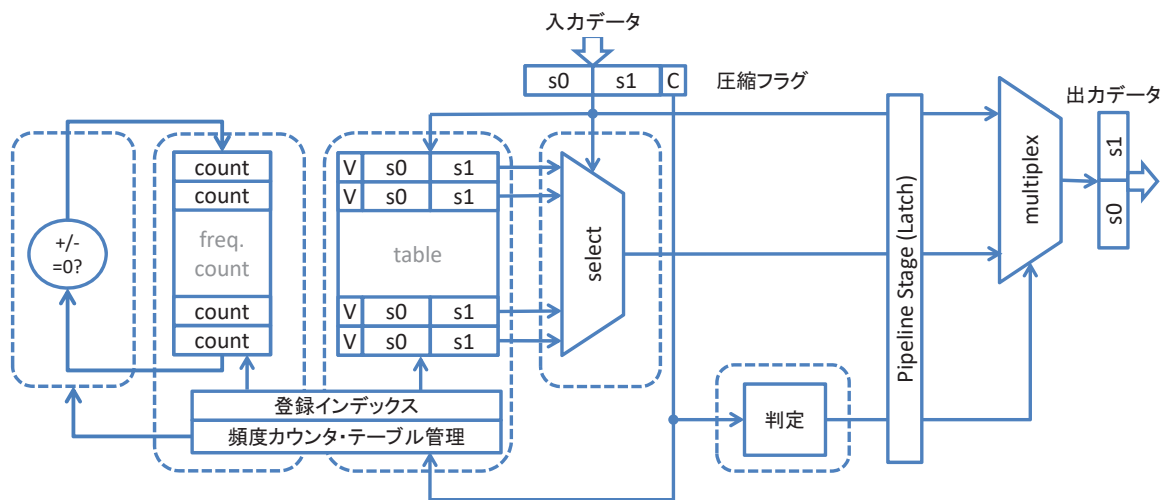 入力データ
s0 s1 C 圧縮フラグ
出力データ
count
count
freq.
count
count
count
+/-
=0?
V s0 s1
V s0 s1
table
V s0 s1
V s0 s1
select
Pipeline Stage (Latch)
multiplex
s1
s0
登録インデックス
頻度カウンタ・テーブル管理
判定